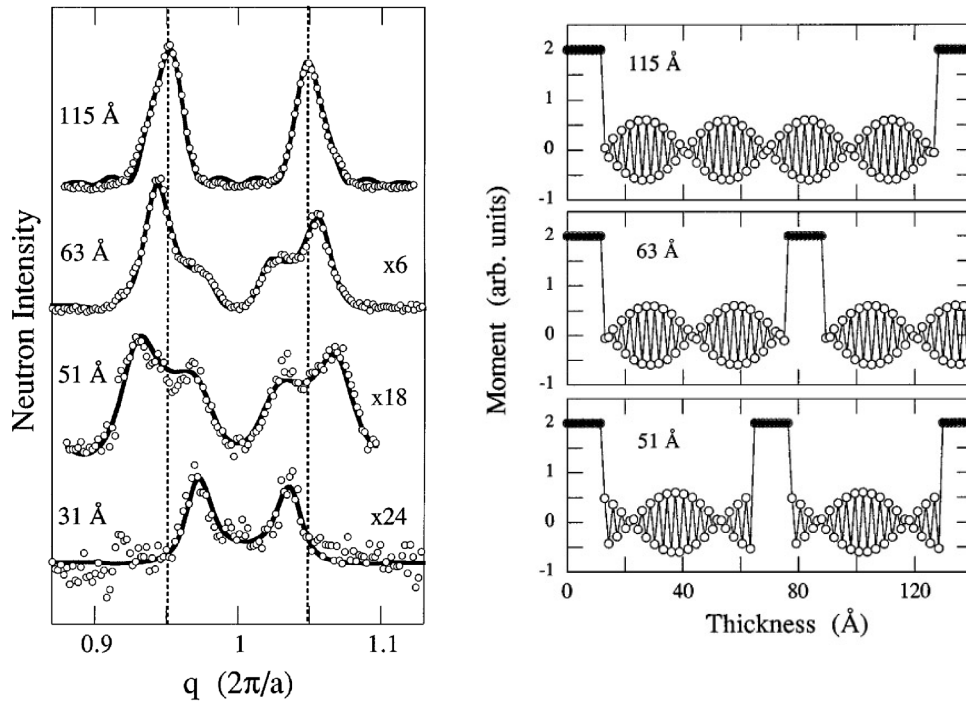 115 Å
63 Å
x6
51 Å
x18
31 Å
x24
0.9
1
1.1
q (2π/a)
Neutron Intensity
2
115 Å
1
0
-1
2
63 Å
1
0
-1
2
51 Å
1
0
-1
0
40
80
120
Thickness (Å)
Moment (arb. units)